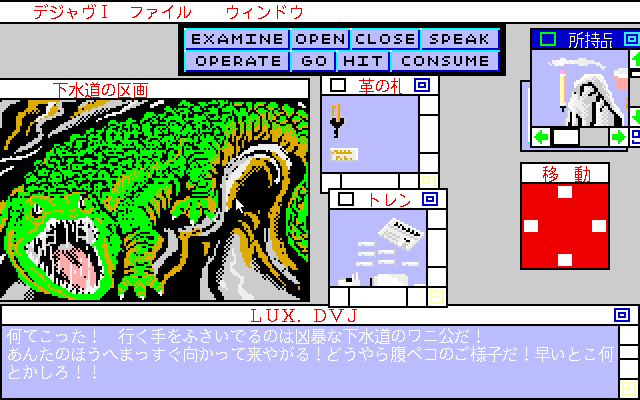 デジャヴⅠ ファイル ウィンドウ
EXAMINE OPEN CLOSE SPEAK
OPERATE GO HIT CONSUME
所持品
下水道の区画
革の札
移 動
トレン
LUX. DVJ
何てこった！ 行く手をふさいでるのは凶暴な下水道のワニ公だ！
あんたのほうへまっすぐ向かって来やがる！どうやら腹ペコのご様子だ！早いとこ何
とかしろ！！